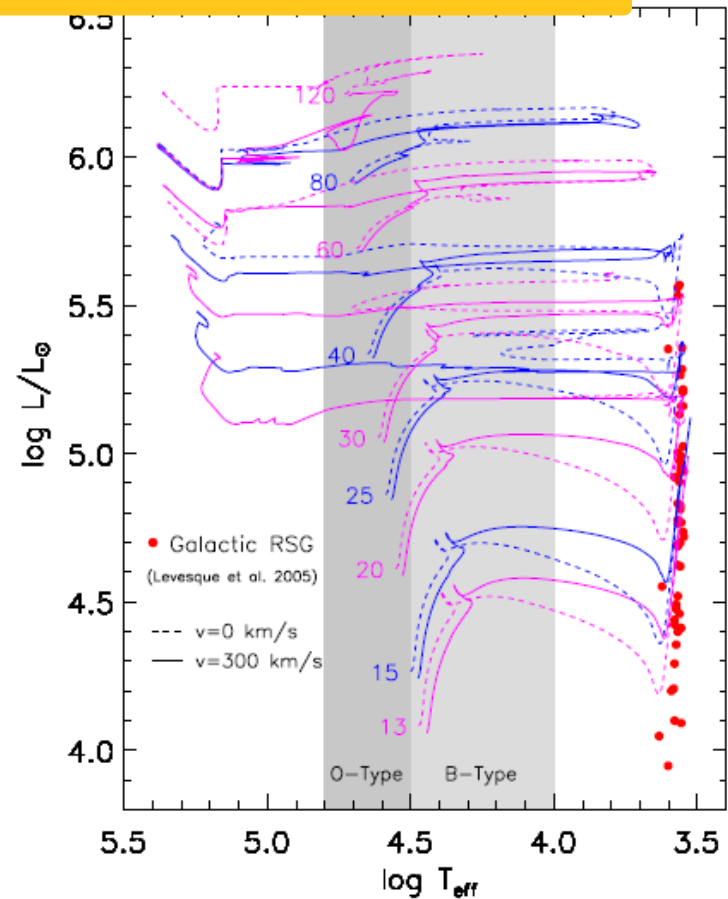 6.5
120
6.0
80
60
5.5
40
log L/L⊙
30
5.0
25
Galactic RSG
20
(Levesque et al. 2005)
4.5
v=0 km/s
v=300 km/s
15
13
4.0
O-Type B-Type
5.5 5.0 4.5 4.0 3.5
log Teff